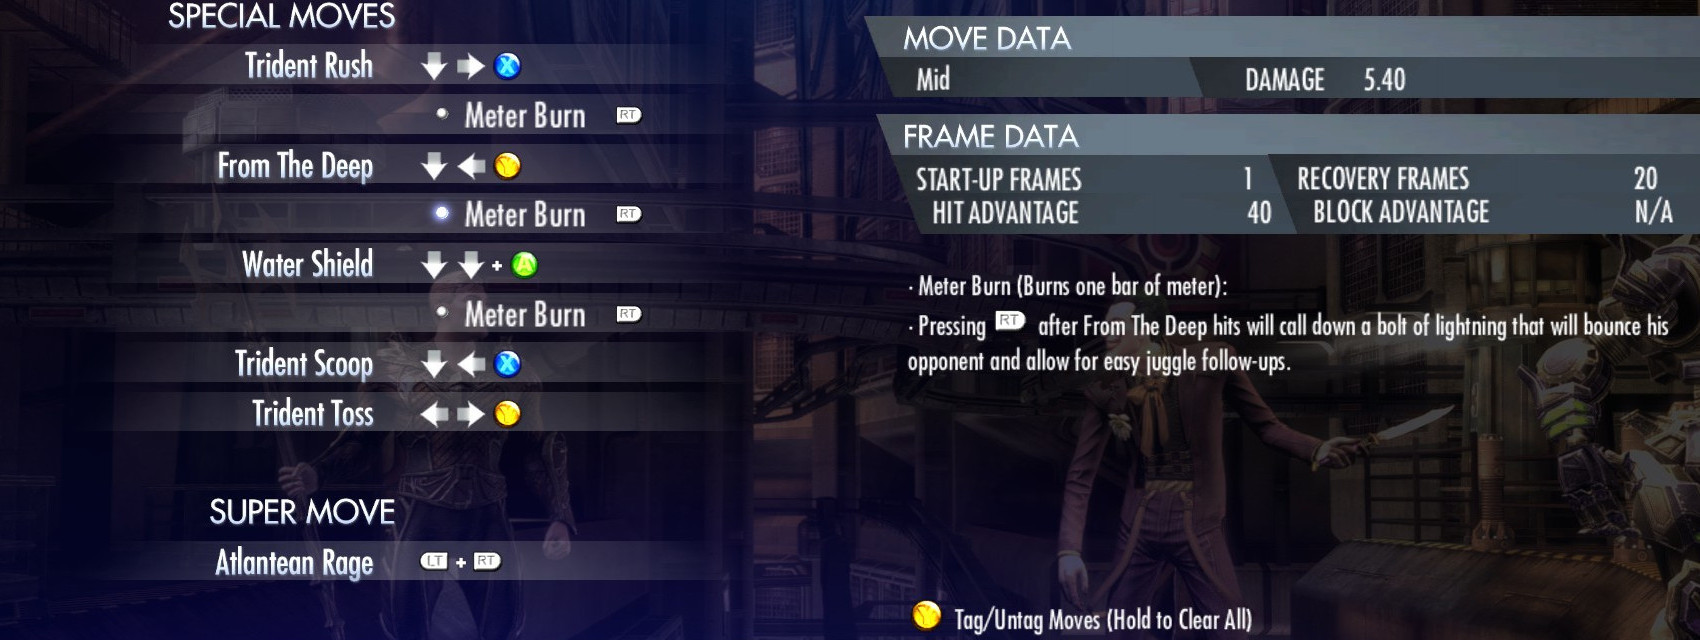 SPECIAL MOVES
Trident Rush X
Meter Burn RT
From The Deep Y
Meter Burn RT
Water Shield + A
Meter Burn RT
Trident Scoop X
Trident Toss Y
SUPER MOVE
Atlantean Rage LT + RT
MOVE DATA
Mid DAMAGE 5.40
FRAME DATA
START-UP FRAMES 1 RECOVERY FRAMES 20
HIT ADVANTAGE 40 BLOCK ADVANTAGE N/A
· Meter Burn (Burns one bar of meter):
· Pressing RT after From The Deep hits will call down a bolt of lightning that will bounce his
opponent and allow for easy juggle follow-ups.
Y Tag/Untag Moves (Hold to Clear All)